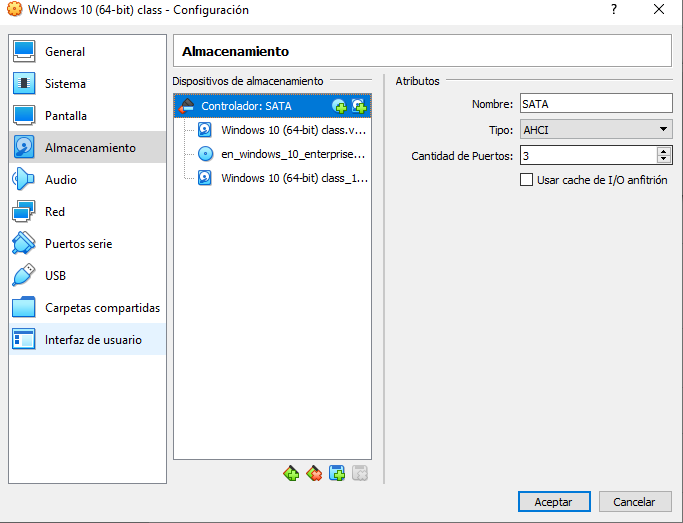 Windows 10 (64-bit) class - Configuración
?
General
Sistema
Pantalla
Almacenamiento
Audio
Red
Puertos serie
USB
Carpetas compartidas
Interfaz de usuario
Almacenamiento
Dispositivos de almacenamiento
Controlador: SATA
Windows 10 (64-bit) class.v...
en_windows_10_enterprise...
Windows 10 (64-bit) class_1...
Atributos
Nombre: SATA
Tipo: AHCI
Cantidad de Puertos: 3
Usar cache de I/O anfitrión
Aceptar
Cancelar